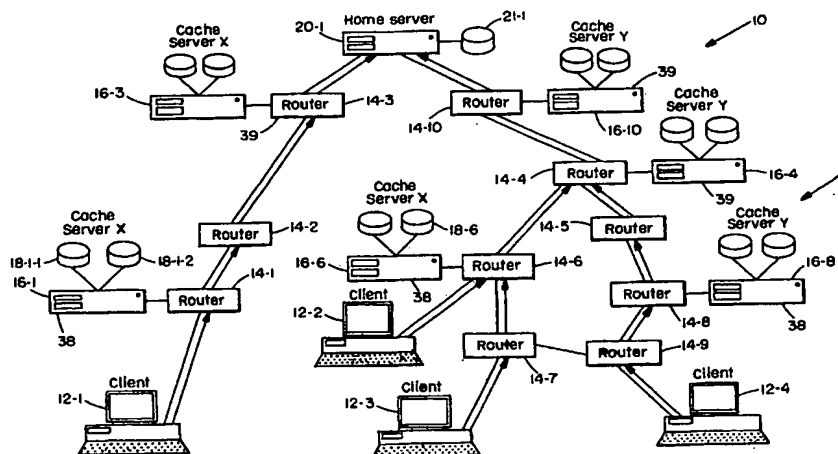 Home server
20-1
21-1
10
Cache
Server X
Cache
Server Y
39
16-3
Router
14-3
39
Router
14-10
16-10
Cache
Server Y
14-4
Router
16-4
39
Cache
Server X
18-6
14-5
Router
Cache
Server Y
Router
14-2
Cache
Server X
18-1-1
18-1-2
16-1
38
Router
14-1
16-6
38
Router
14-6
16-8
38
Router
14-8
Client
12-2
Router
14-7
Router
14-9
Client
12-1
Client
12-3
Client
12-4